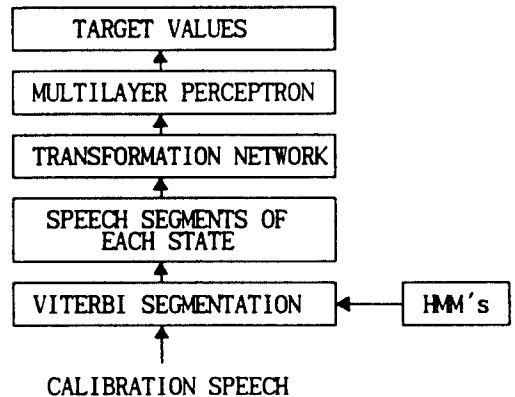 TARGET VALUES
MULTILAYER PERCEPTRON
TRANSFORMATION NETWORK
SPEECH SEGMENTS OF
EACH STATE
VITERBI SEGMENTATION
HMM's
CALIBRATION SPEECH